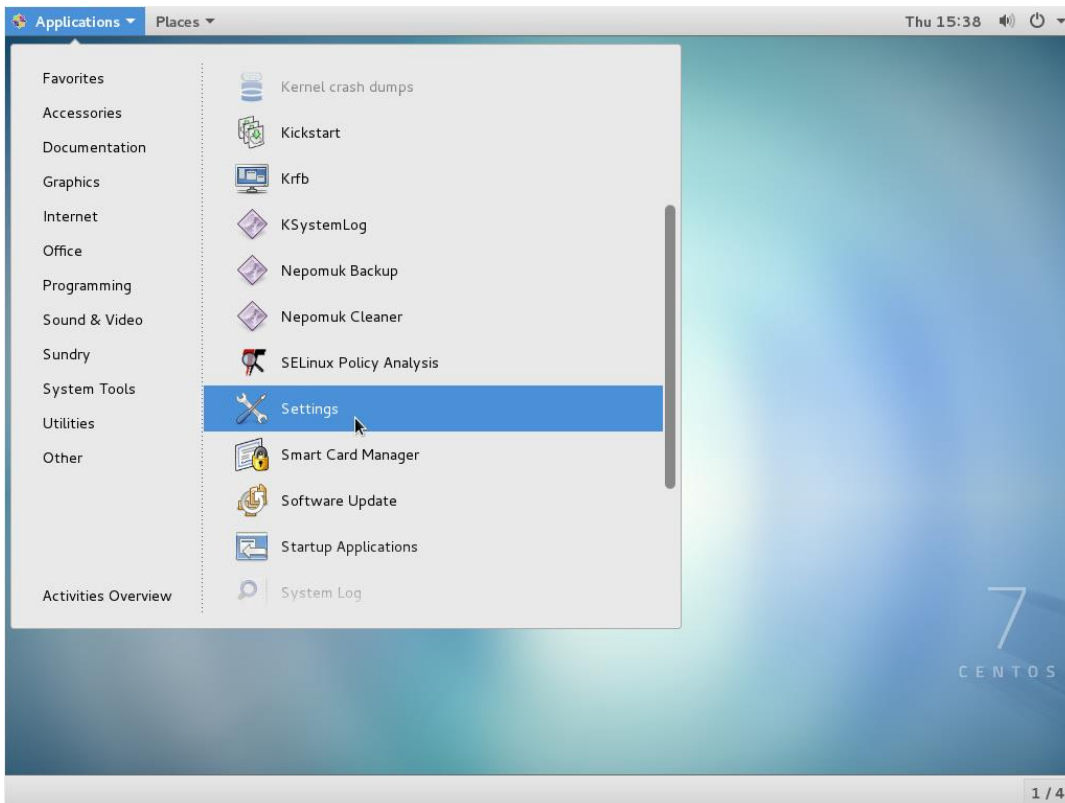 Applications Places Thu 15:38
Favorites
Accessories
Documentation
Graphics
Internet
Office
Programming
Sound & Video
Sundry
System Tools
Utilities
Other
Activities Overview
Kernel crash dumps
Kickstart
Krfb
KSystemLog
Nepomuk Backup
Nepomuk Cleaner
SELinux Policy Analysis
Settings
Smart Card Manager
Software Update
Startup Applications
System Log
7
CENTOS
1 / 4